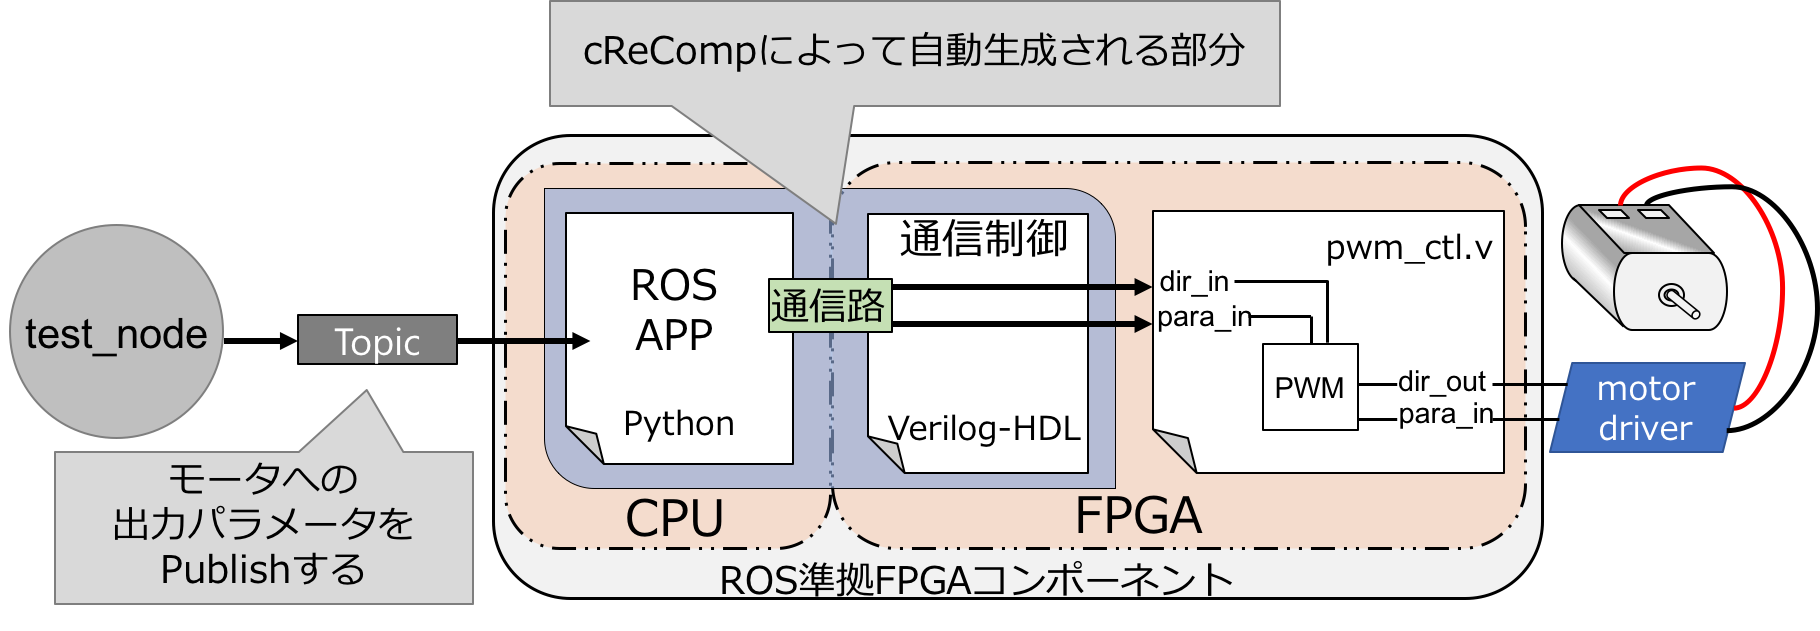 cReCompによって自動生成される部分
test_node
Topic
モータへの
出力パラメータを
Publishする
ROS
APP
Python
通信路
通信制御
Verilog-HDL
CPU
pwm_ctl.v
dir_in
para_in
PWM
dir_out
para_in
FPGA
motor
driver
ROS準拠FPGAコンポーネント